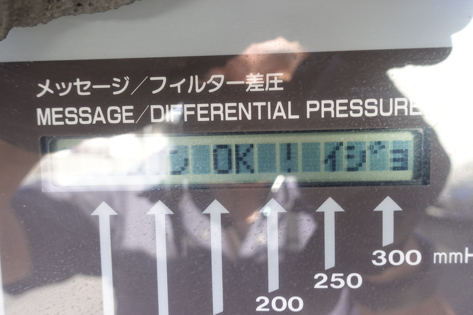 メッセージ/フィルター差圧
MESSAGE/DIFFERENTIAL PRESSURE
ン OK ! イジョ
300 mmH
250
200